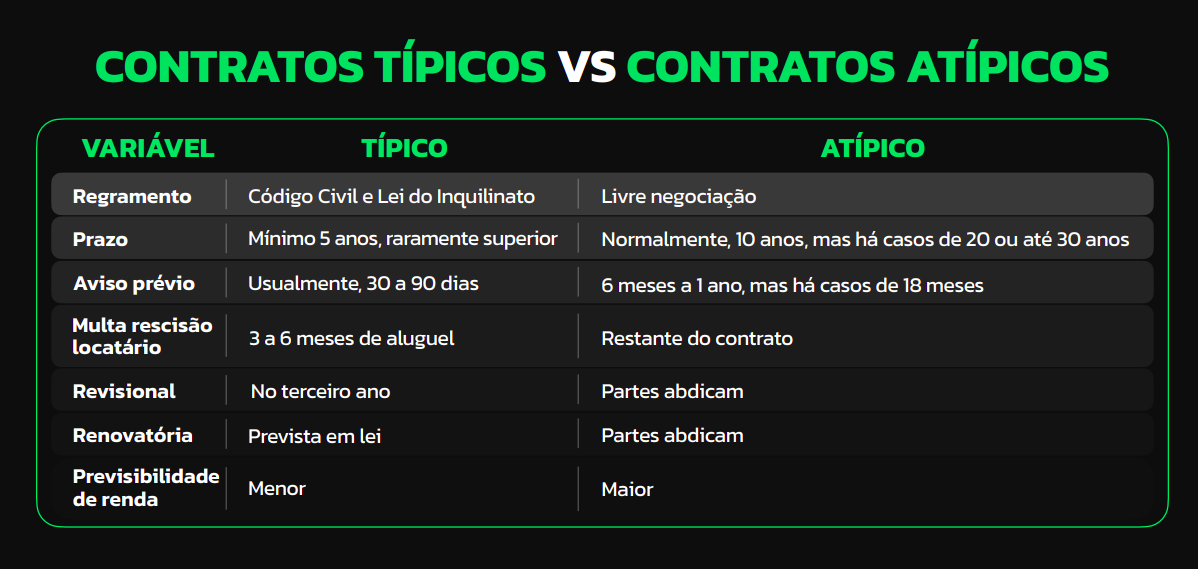 CONTRATOS TÍPICOS VS CONTRATOS ATÍPICOS
VARIÁVEL TÍPICO ATÍPICO
Regramento Código Civil e Lei do Inquilinato Livre negociação
Prazo Mínimo 5 anos, raramente superior Normalmente, 10 anos, mas há casos de 20 ou até 30 anos
Aviso prévio Usualmente, 30 a 90 dias 6 meses a 1 ano, mas há casos de 18 meses
Multa rescisão
locatário 3 a 6 meses de aluguel Restante do contrato
Revisional No terceiro ano Partes abdicam
Renovatória Prevista em lei Partes abdicam
Previsibilidade
de renda Menor Maior